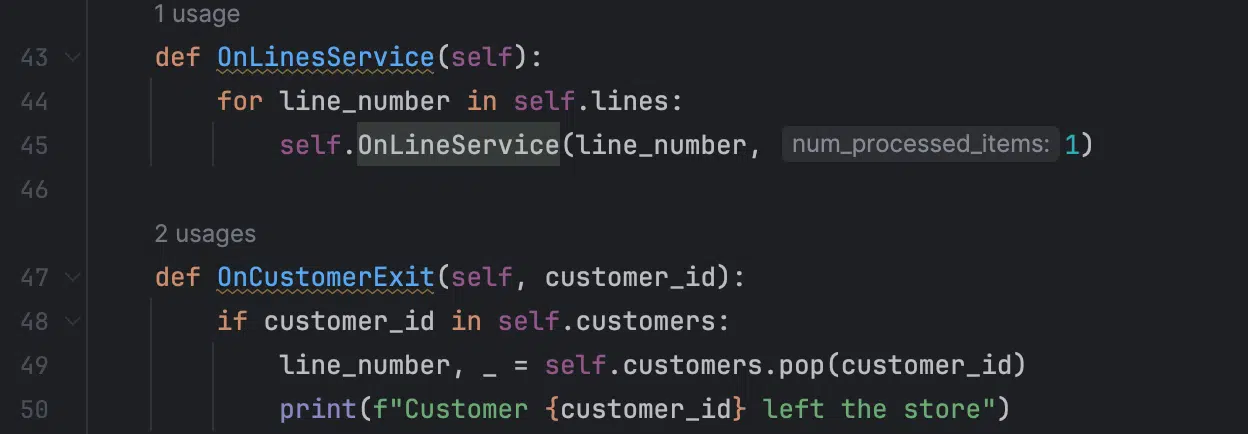 1 usage
43 def OnLinesService(self):
44 for line_number in self.lines:
45 self.OnLineService(line_number, num_processed_items: 1)
46
2 usages
47 def OnCustomerExit(self, customer_id):
48 if customer_id in self.customers:
49 line_number, _ = self.customers.pop(customer_id)
50 print(f"Customer {customer_id} left the store")